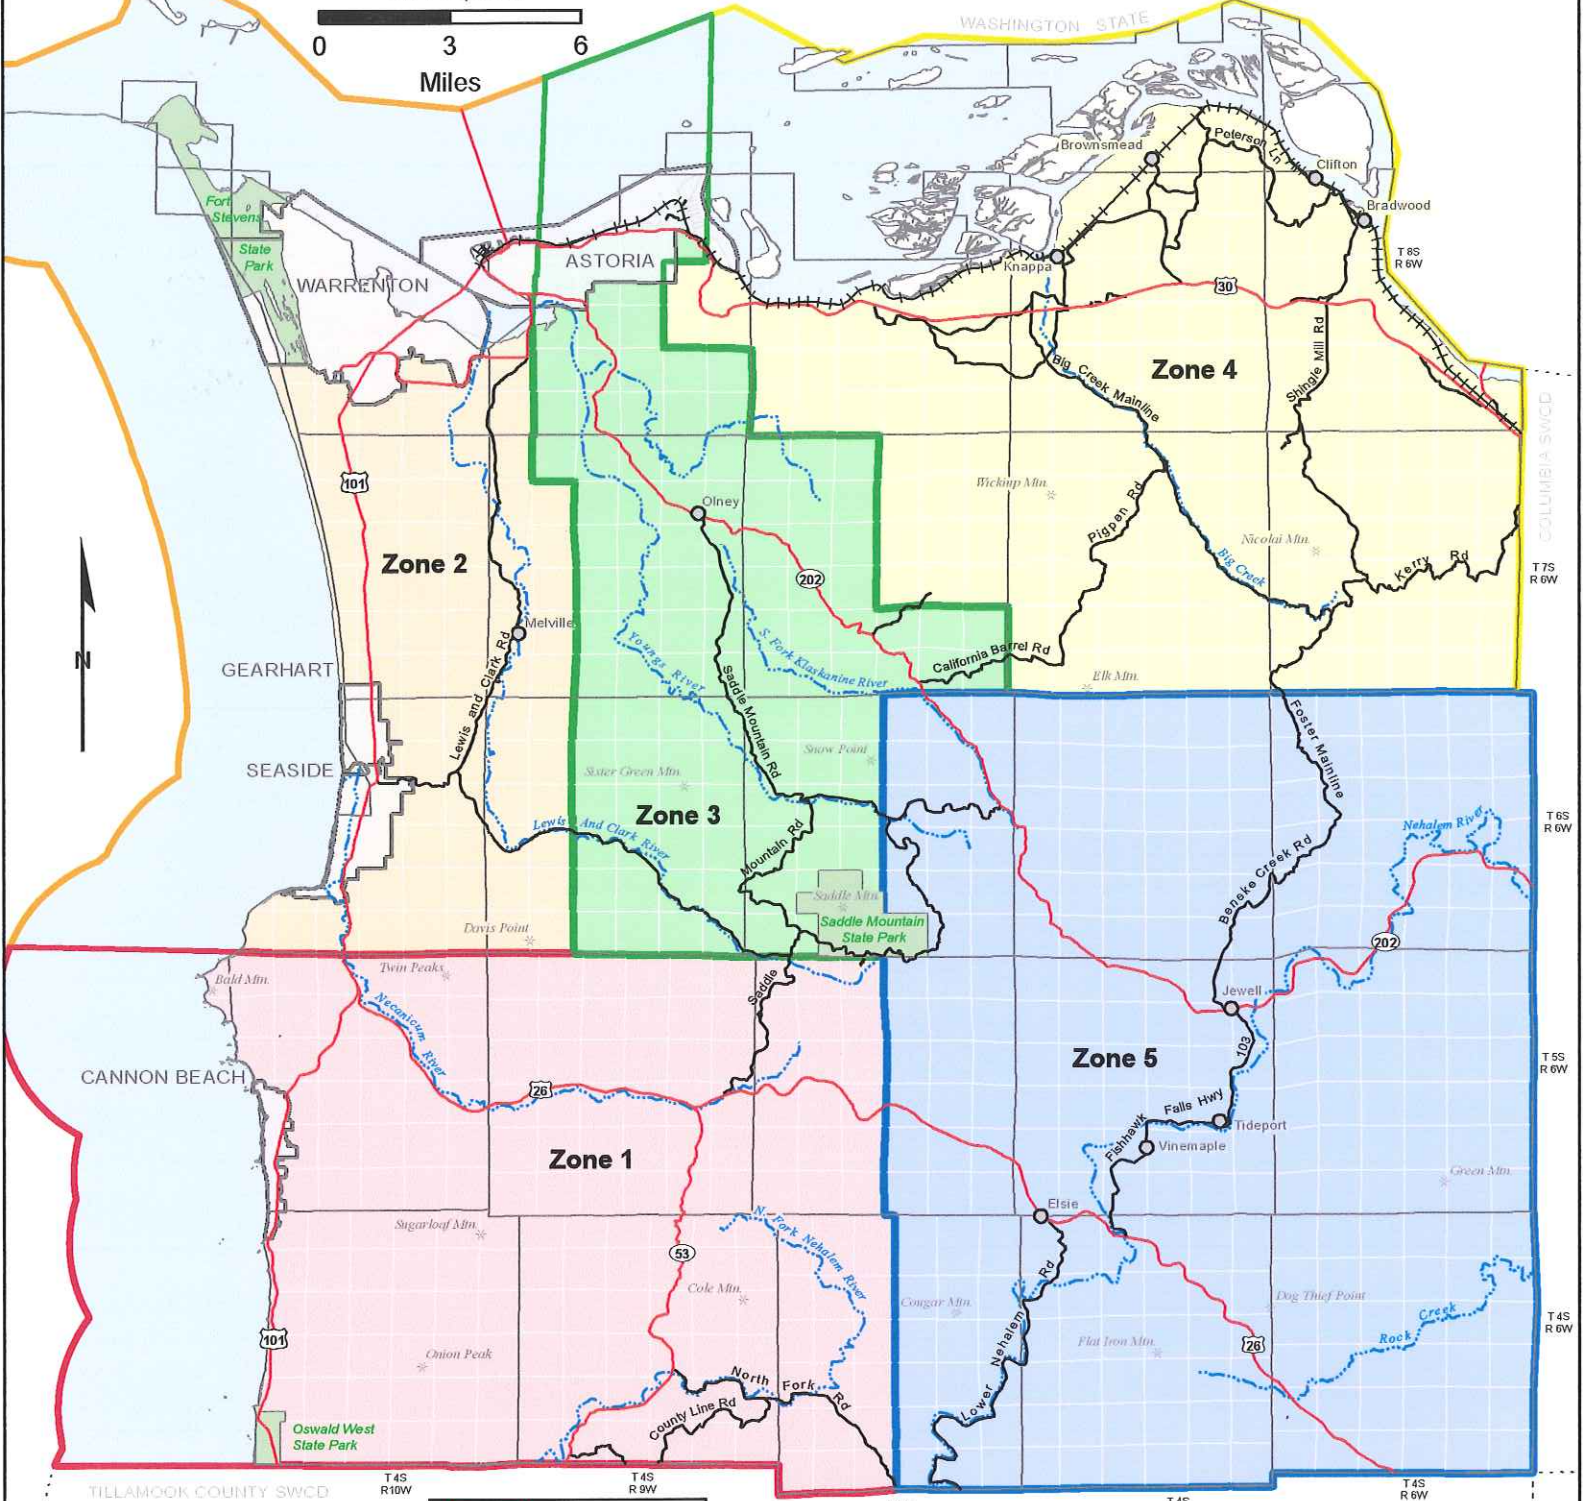 WASHINGTON STATE
0 3 6
Miles
Brownsmead
Peterson Ln
Clifton
Bradwood
Fort
Stevens
State
Park
T 8S
R 6W
ASTORIA
Knappa
WARRENTON
30
Shingle Mill Rd
Big Creek Mainline
Zone 4
COLUMBIA SWCD
101
Wickiup Mtn.
Olney
Pigpen Rd
Nicolai Mtn.
Zone 2
202
Big Creek
Kerry Rd
T 7S
R 6W
N
Melville
Youngs River
S. Fork Klaskanine River
California Barrel Rd
GEARHART
Elk Mtn.
Lewis and Clark Rd
Saddle Mountain Rd
Foster Mainline
Snow Point
SEASIDE
Sister Green Mtn.
Zone 3
Lewis And Clark River
Mountain Rd
Nehalem River
T 6S
R 6W
Beneke Creek Rd
Saddle Mtn.
Saddle Mountain
State Park
Davis Point
202
Bald Mtn.
Twin Peaks
Saddle
Jewell
Necanicum River
103
Zone 5
CANNON BEACH
26
T 5S
R 6W
Falls Hwy
Fishhawk
Tideport
Vinemaple
Zone 1
Green Mtn.
Elsie
Sugarloaf Mtn.
N. Fork Nehalem River
53
Rd
Cole Mtn.
Cougar Mtn.
Dog Thief Point
Nehalem
Rock Creek
T 4S
R 6W
101
Flat Iron Mtn.
26
Onion Peak
North Fork Rd
Lower
County Line Rd
Oswald West
State Park
TILLAMOOK COUNTY SWCD
T 4S
R10W
T 4S
R 9W
T 4S
T 4S
R 6W